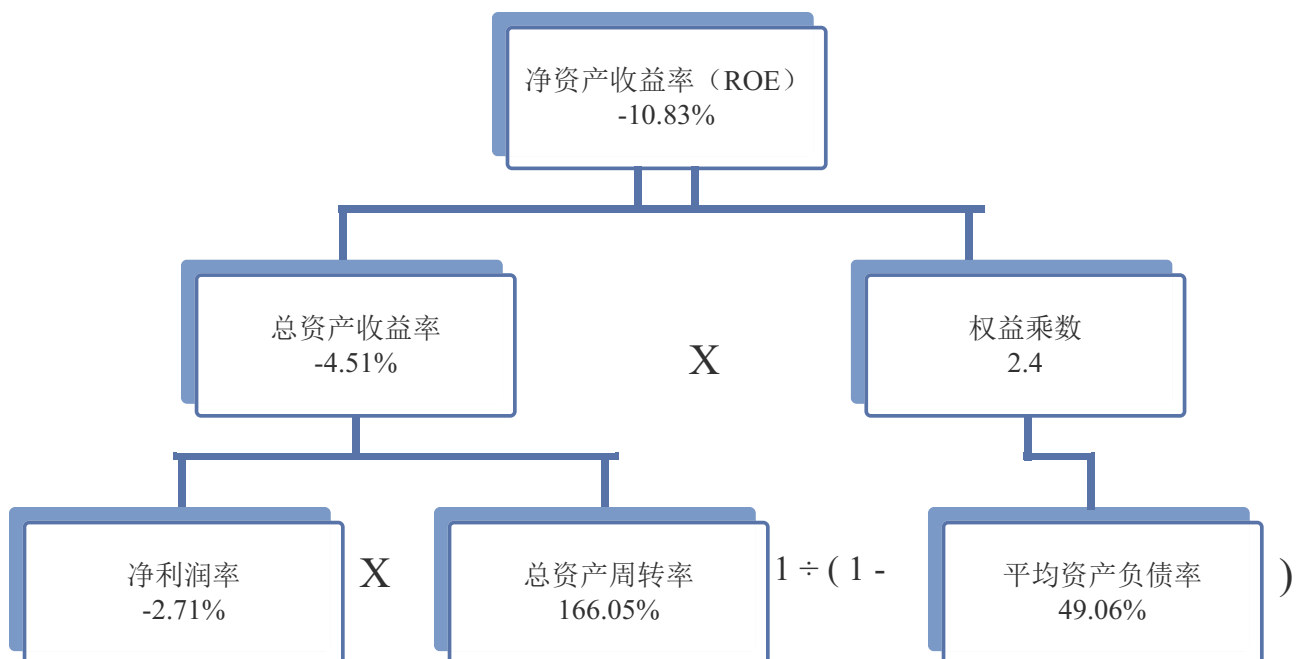 净资产收益率（ROE）
-10.83%
总资产收益率
-4.51%
X
权益乘数
2.4
净利润率
-2.71%
X
总资产周转率
166.05%
1 ÷ ( 1 -
平均资产负债率
49.06%
)